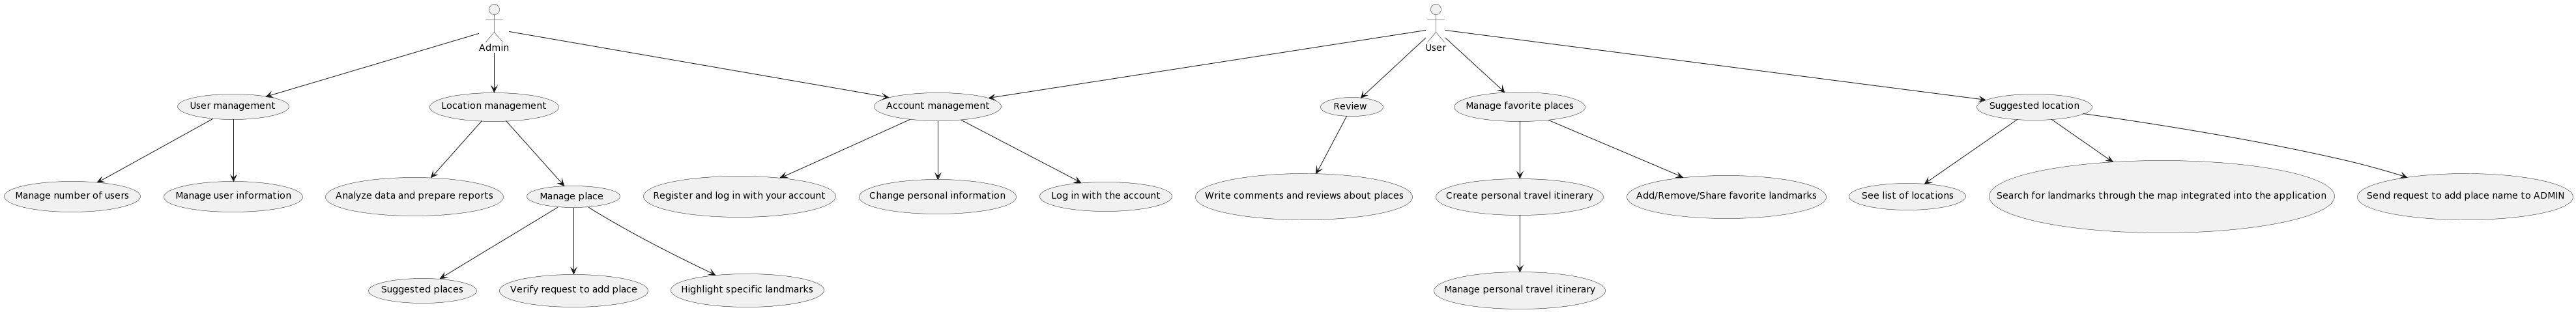 Admin
User
User management
Location management
Account management
Review
Manage favorite places
Suggested location
Manage number of users
Manage user information
Analyze data and prepare reports
Manage place
Register and log in with your account
Change personal information
Log in with the account
Write comments and reviews about places
Create personal travel itinerary
Add/Remove/Share favorite landmarks
See list of locations
Search for landmarks through the map integrated into the application
Send request to add place name to ADMIN
Suggested places
Verify request to add place
Highlight specific landmarks
Manage personal travel itinerary